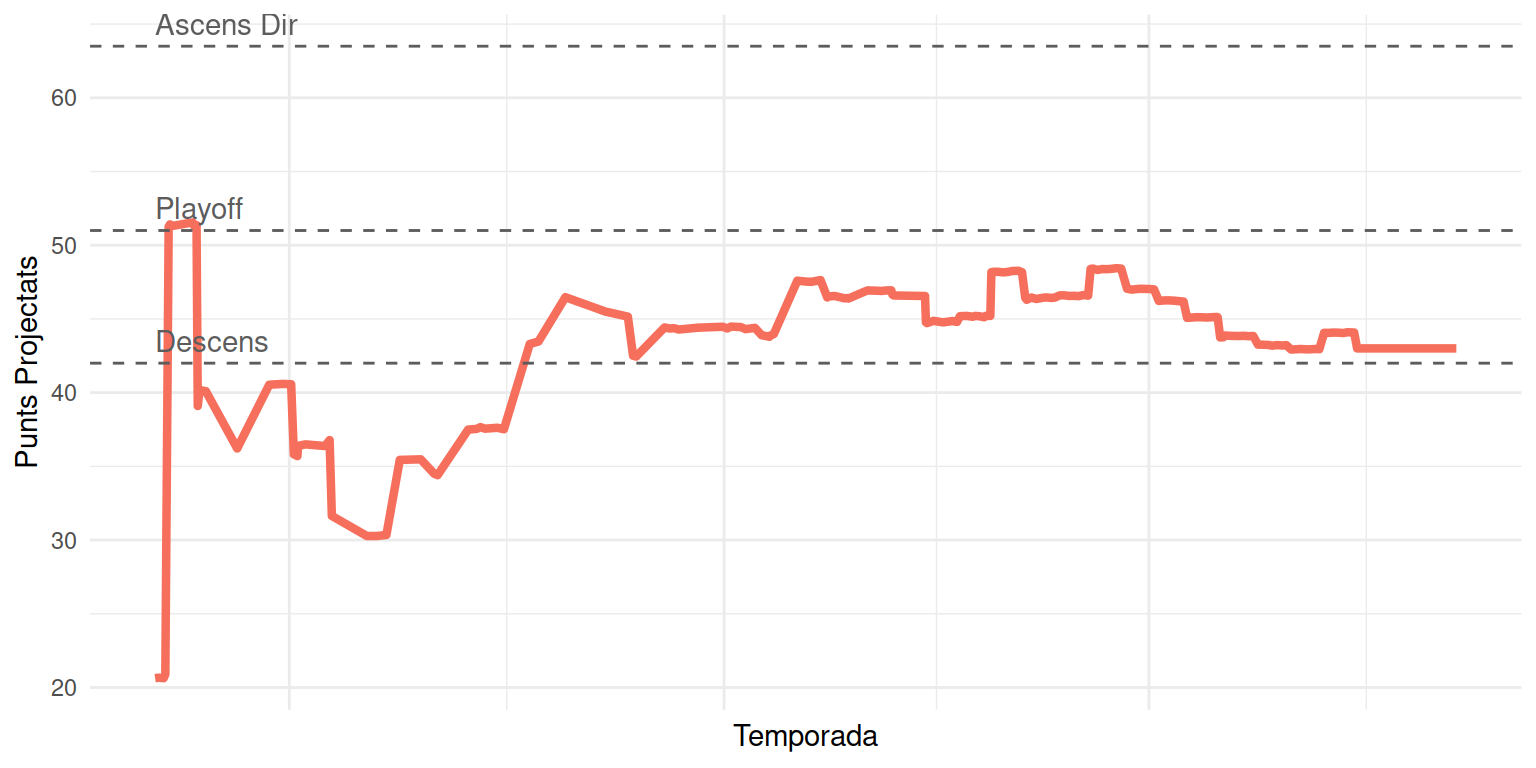 Ascens Dir
60
Playoff
50
Descens
40
30
20
Punts Projectats
Temporada